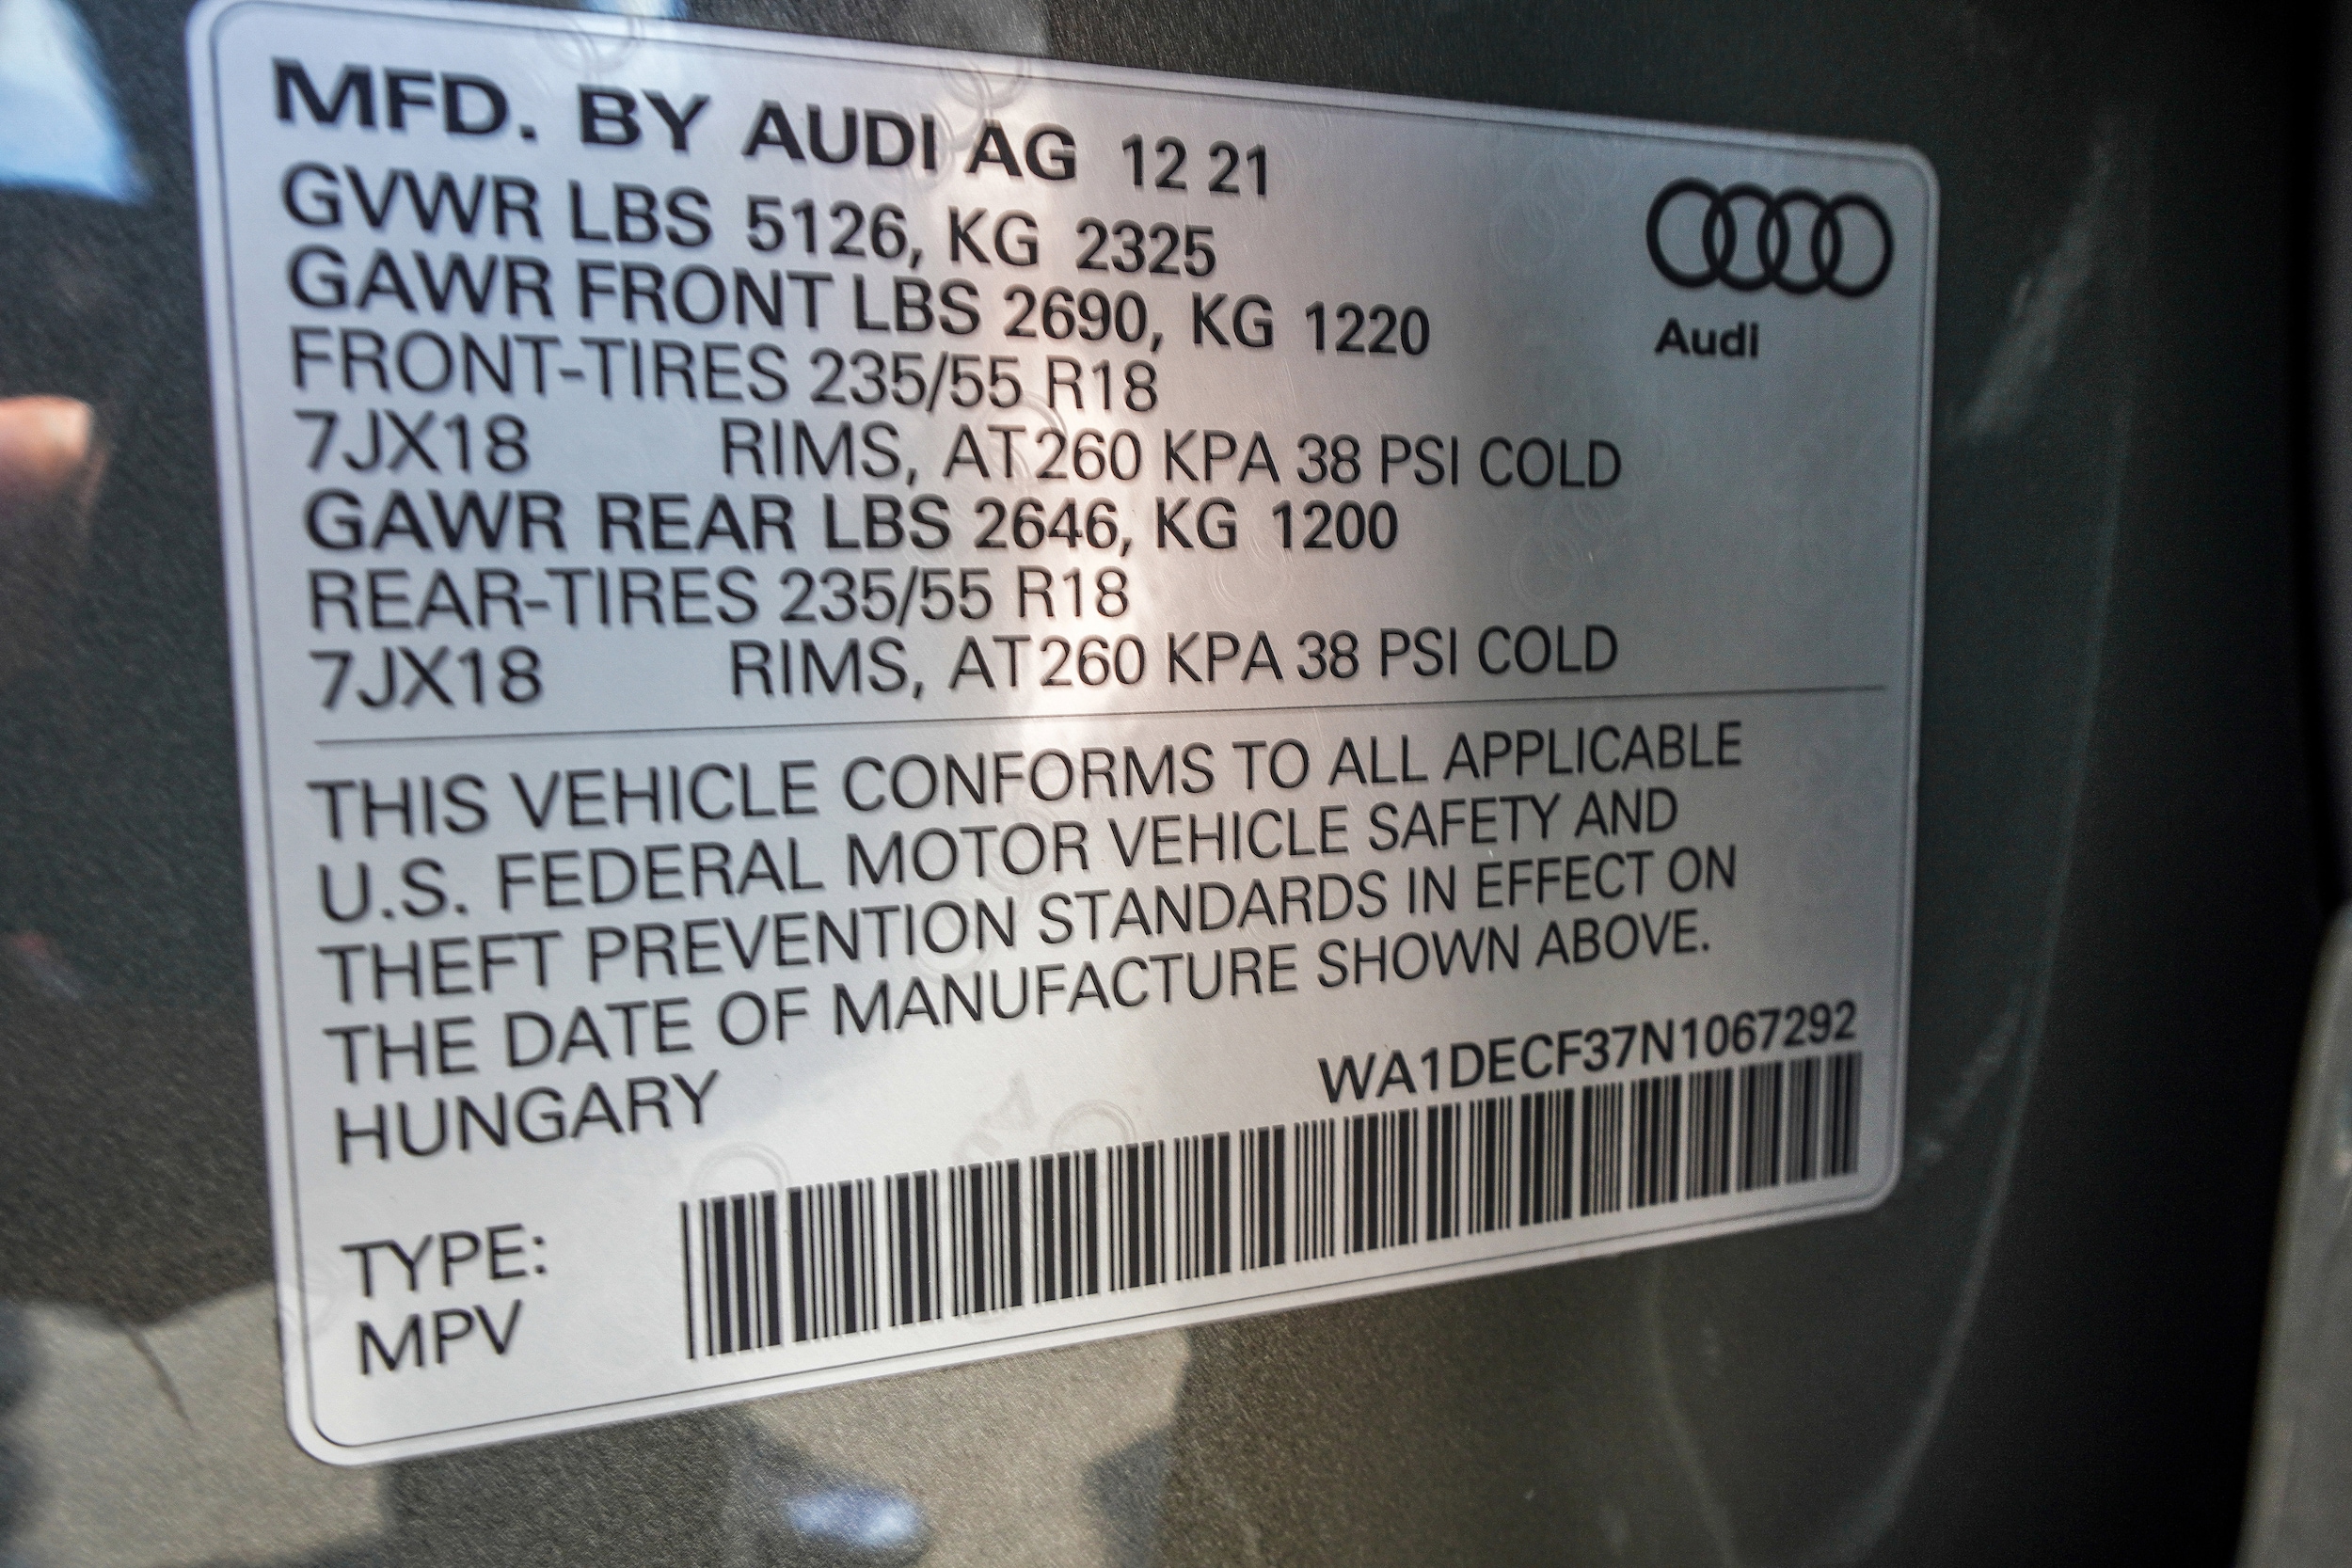 MFD. BY AUDI AG 12 21
GVWR LBS 5126, KG 2325
GAWR FRONT LBS 2690, KG 1220
Audi
FRONT-TIRES 235/55 R18
7JX18 RIMS, AT 260 KPA 38 PSI COLD
GAWR REAR LBS 2646, KG 1200
REAR-TIRES 235/55 R18
7JX18 RIMS, AT 260 KPA 38 PSI COLD
THIS VEHICLE CONFORMS TO ALL APPLICABLE
U.S. FEDERAL MOTOR VEHICLE SAFETY AND
THEFT PREVENTION STANDARDS IN EFFECT ON
THE DATE OF MANUFACTURE SHOWN ABOVE.
HUNGARY
WA1DECF37N1067292
TYPE:
MPV